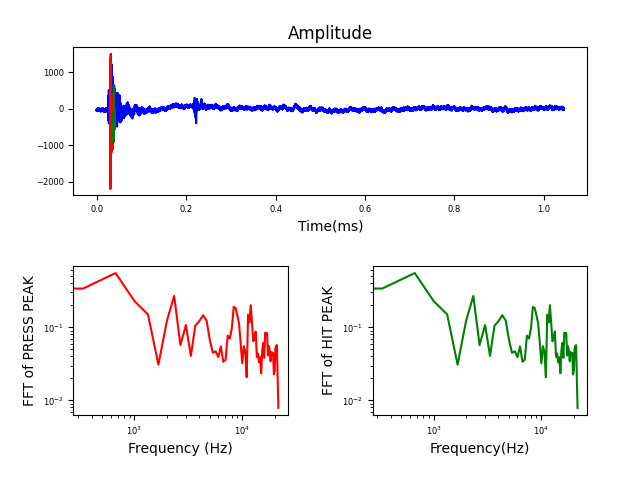 Amplitude
1000
0
−1000
−2000
0.0 0.2 0.4 0.6 0.8 1.0
Time(ms)
FFT of PRESS PEAK
10⁻¹
10⁻²
10³ 10⁴
Frequency (Hz)
FFT of HIT PEAK
10⁻¹
10⁻²
10³ 10⁴
Frequency(Hz)